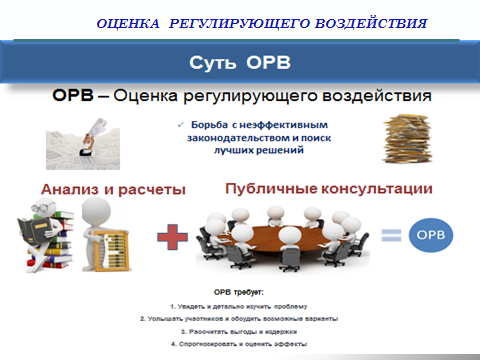 ОЦЕНКА РЕГУЛИРУЮЩЕГО ВОЗДЕЙСТВИЯ
Суть ОРВ
ОРВ – Оценка регулирующего воздействия
✓ Борьба с неэффективным
законодательством и поиск
лучших решений
Анализ и расчеты
Публичные консультации
ОРВ
ОРВ требует:
1. Увидеть и детально изучить проблему
2. Услышать участников и обсудить возможные варианты
3. Рассчитать выгоды и издержки
4. Спрогнозировать и оценить эффекты